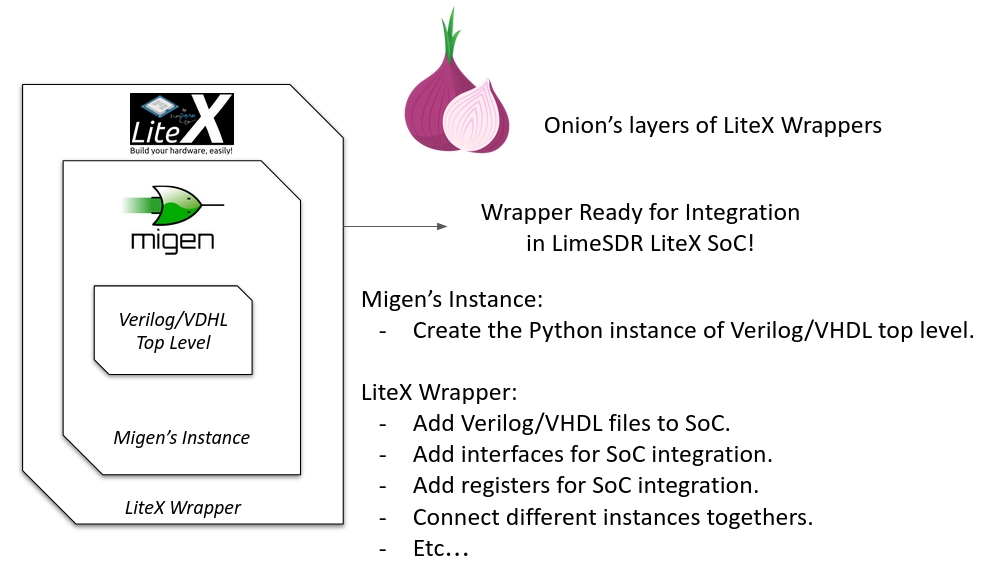 Onion’s layers of LiteX Wrappers
LiteX
Build your hardware, easily!
migen
Verilog/VDHL
Top Level
Migen’s Instance
LiteX Wrapper
Wrapper Ready for Integration
in LimeSDR LiteX SoC!
Migen’s Instance:
- Create the Python instance of Verilog/VHDL top level.
LiteX Wrapper:
- Add Verilog/VHDL files to SoC.
- Add interfaces for SoC integration.
- Add registers for SoC integration.
- Connect different instances togethers.
- Etc…